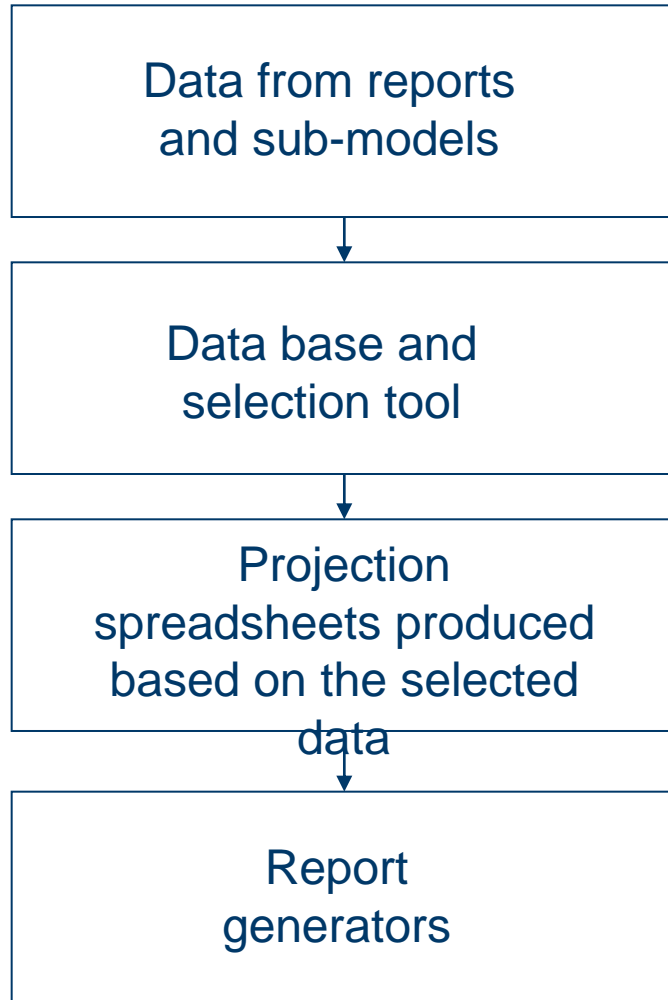 Data from reports
and sub-models
Data base and
selection tool
Projection
spreadsheets produced
based on the selected
data
Report
generators